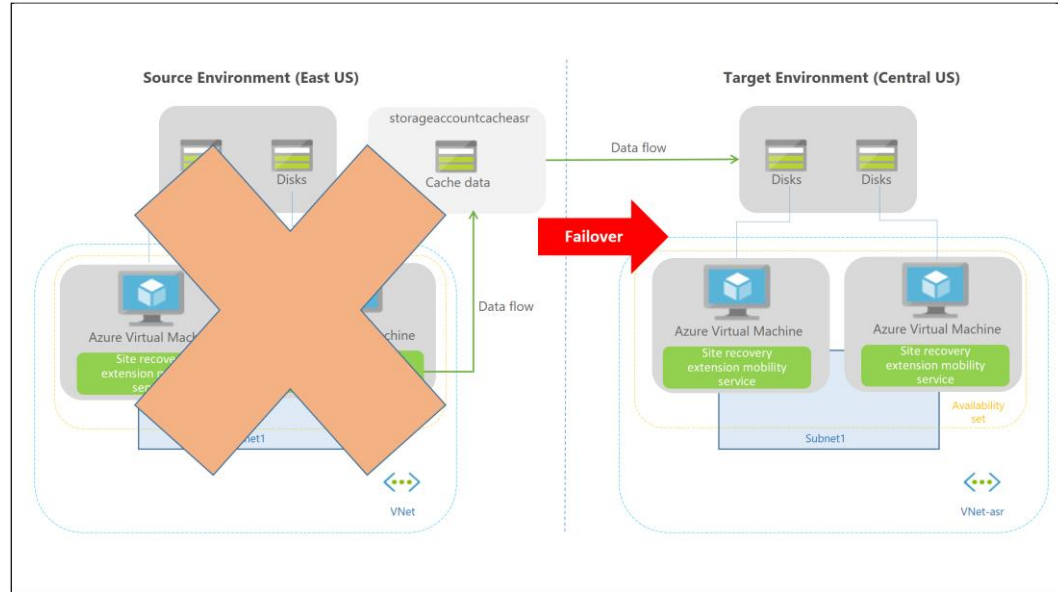 Source Environment (East US)
Target Environment (Central US)
storageaccountcacheasr
Disks
Cache data
Data flow
Disks
Disks
Failover
Data flow
Azure Virtual
Site
extension
Azure Virtual Machine
Site recovery
extension mobility
service
Azure Virtual Machine
Site recovery
extension mobility
service
Availability
set
Subnet1
VNet
VNet-asr